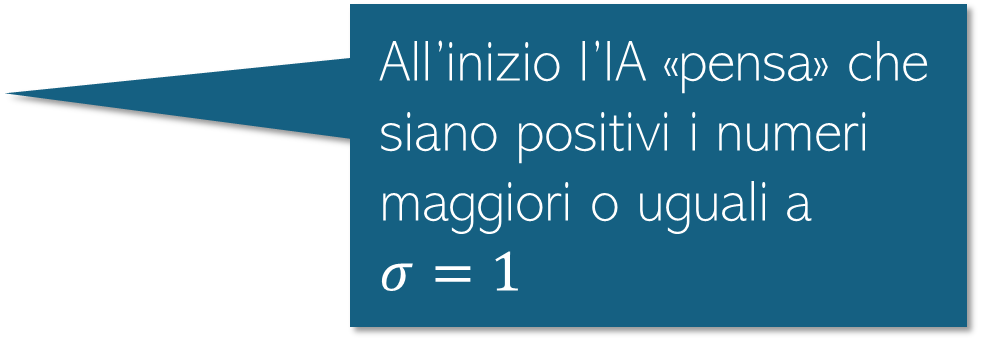 All’inizio l’IA «pensa» che
siano positivi i numeri
maggiori o uguali a
𝜎 = 1